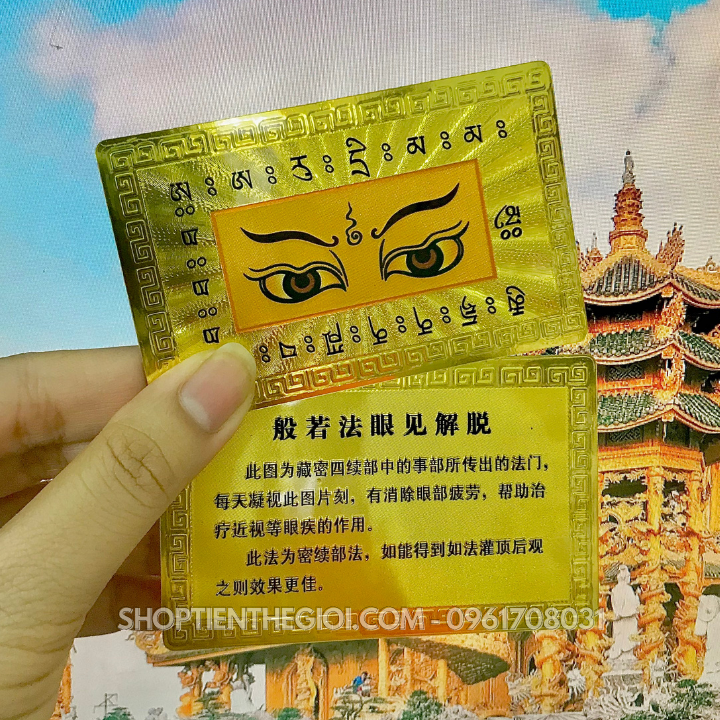 般若法眼见解脱
此图为藏密四续部中的事部所传出的法门，
每天凝视此图片刻，有消除眼部疲劳，帮助治
疗近视等眼疾的作用。
此法为密续部法，如能得到如法灌顶后观
之则效果更佳。
SHOPTIENTHEGIOI.COM - 0961708031